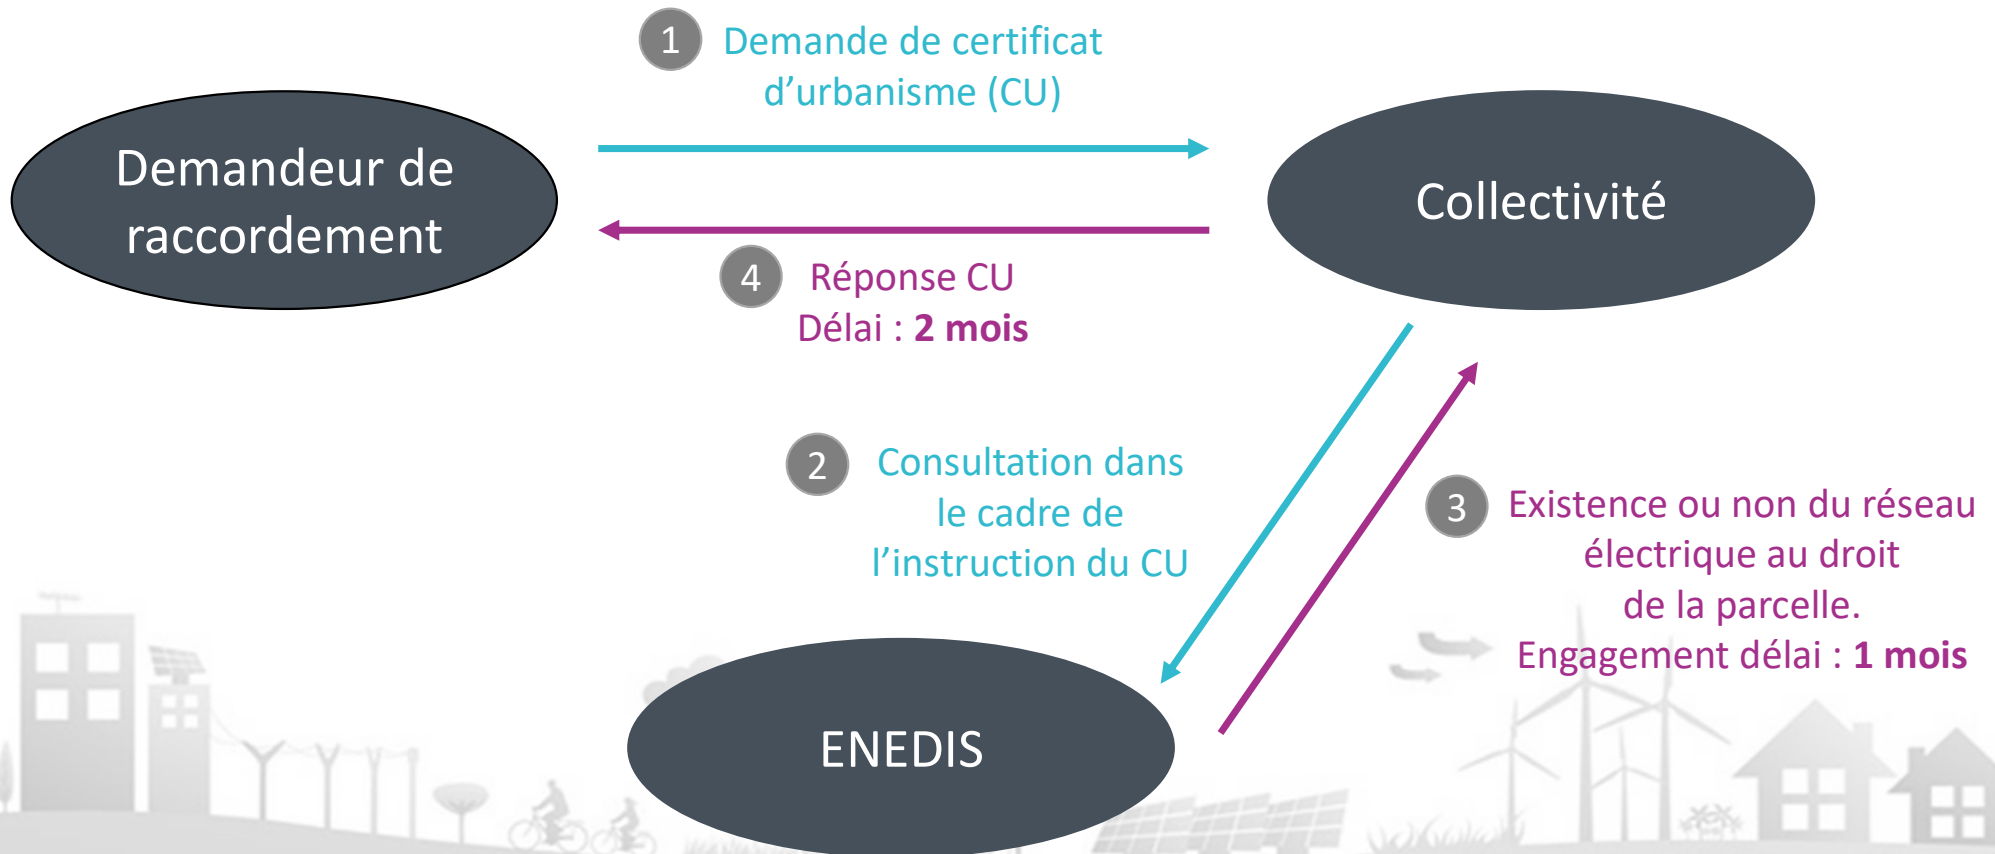 1
Demande de certificat
d’urbanisme (CU)
Demandeur de
raccordement
Collectivité
4
Réponse CU
Délai : 2 mois
2
Consultation dans
le cadre de
l’instruction du CU
3
Existence ou non du réseau
électrique au droit
de la parcelle.
Engagement délai : 1 mois
ENEDIS